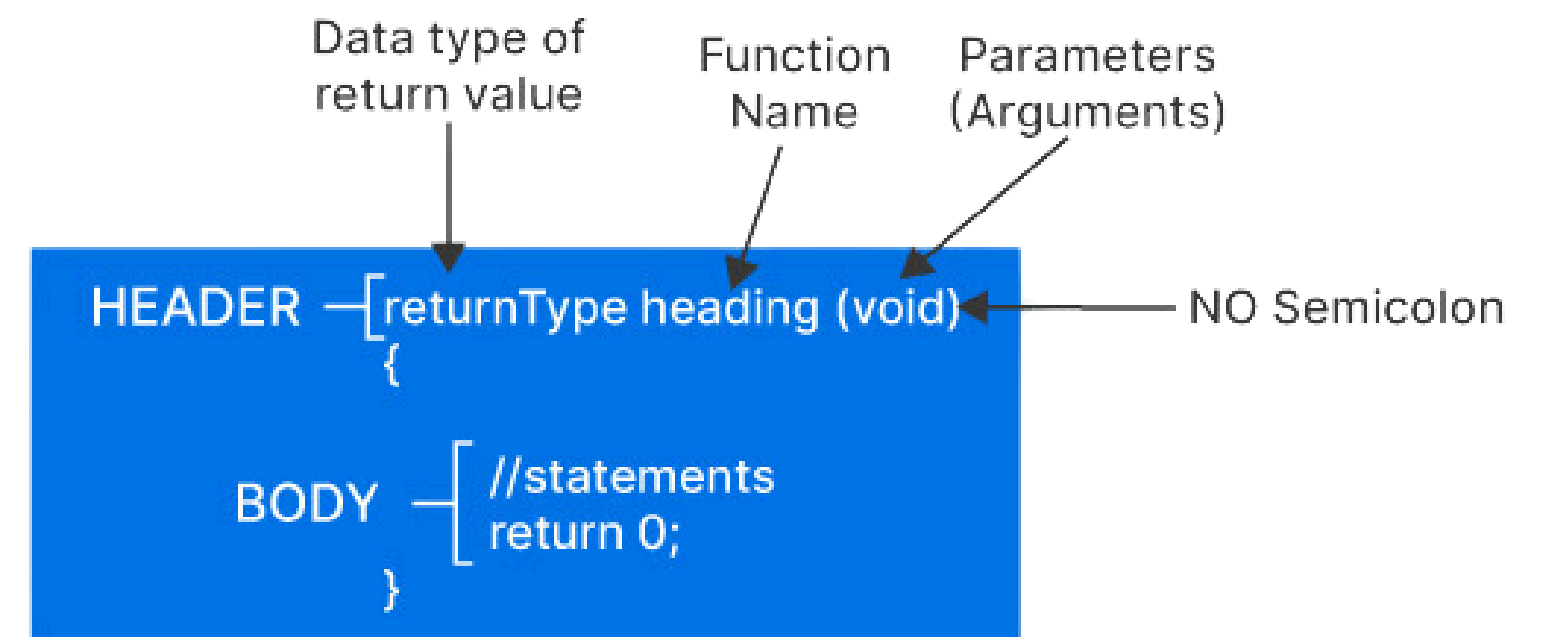 Data type of
return value
Function
Name
Parameters
(Arguments)
HEADER returnType heading (void)
NO Semicolon
{
BODY
//statements
return 0;
}